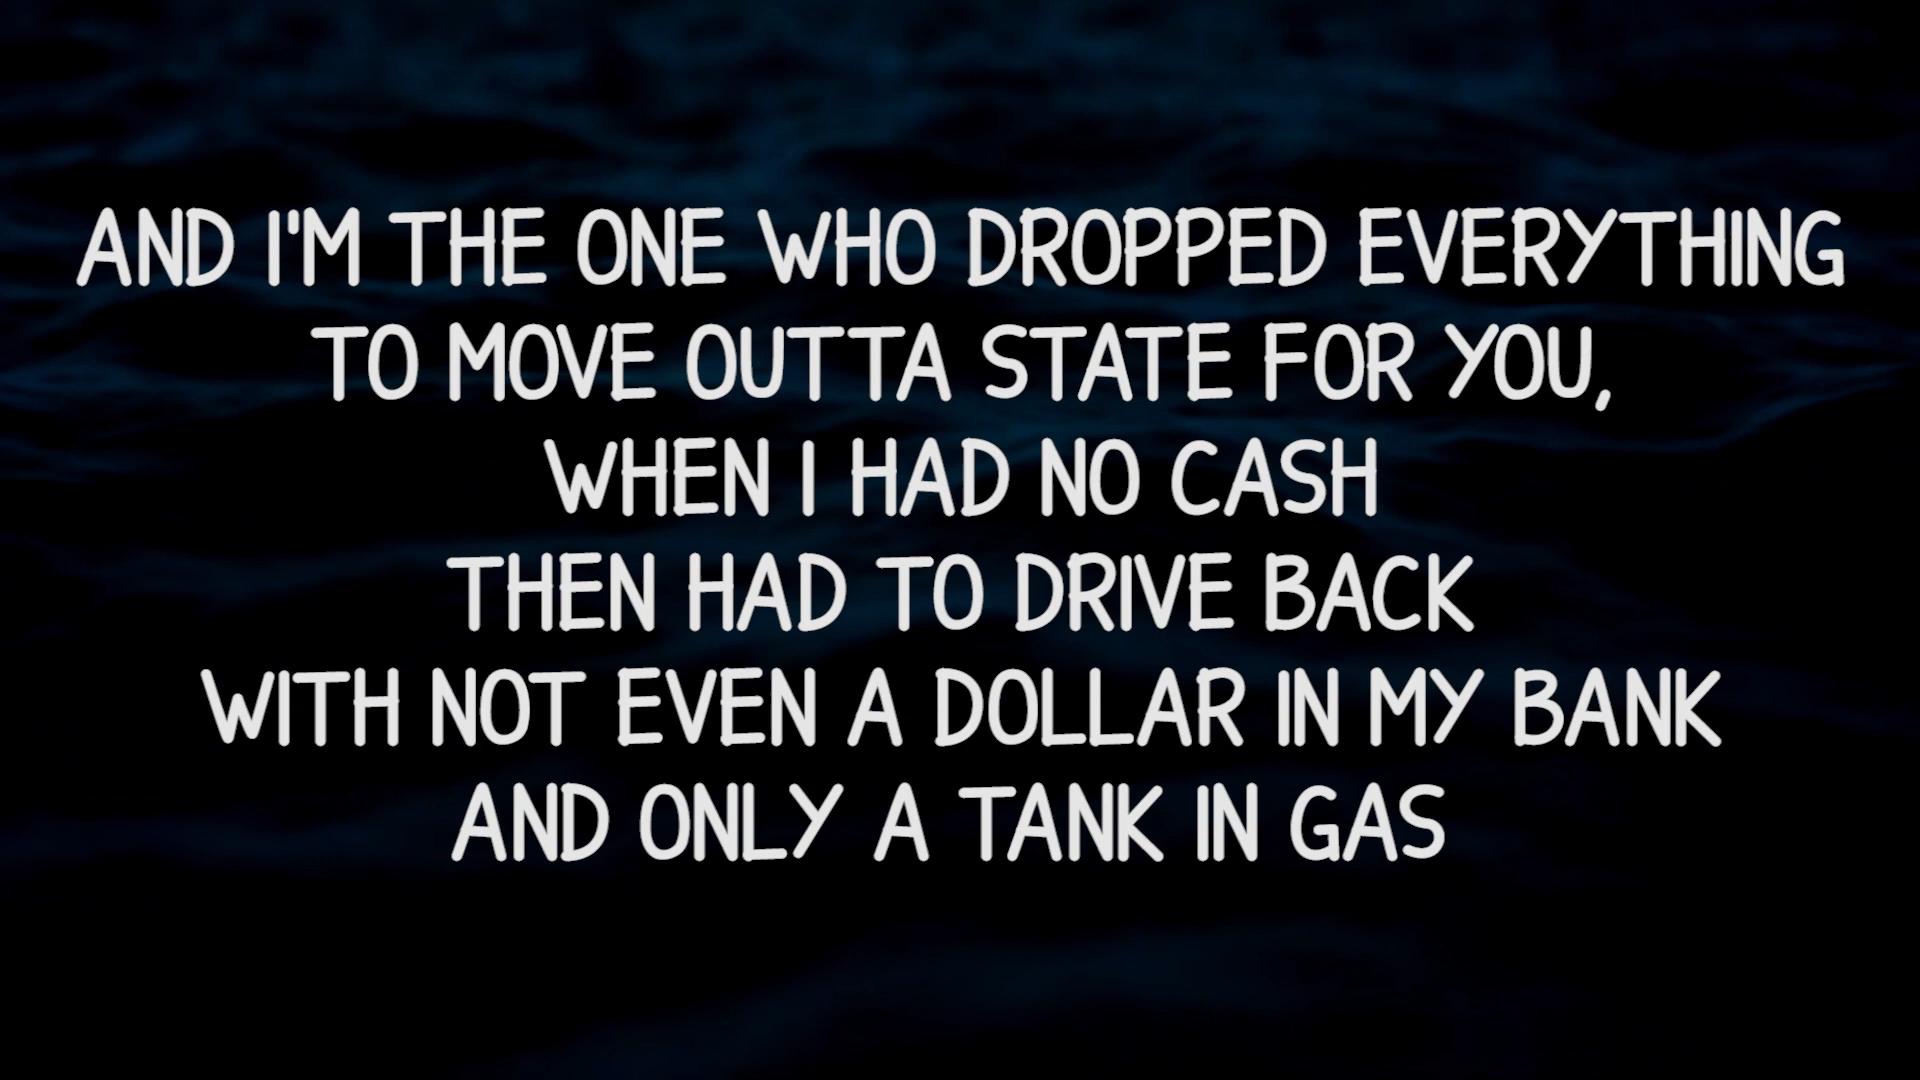 AND I'M THE ONE WHO DROPPED EVERYTHING
TO MOVE OUTTA STATE FOR YOU,
WHEN I HAD NO CASH
THEN HAD TO DRIVE BACK
WITH NOT EVEN A DOLLAR IN MY BANK
AND ONLY A TANK IN GAS